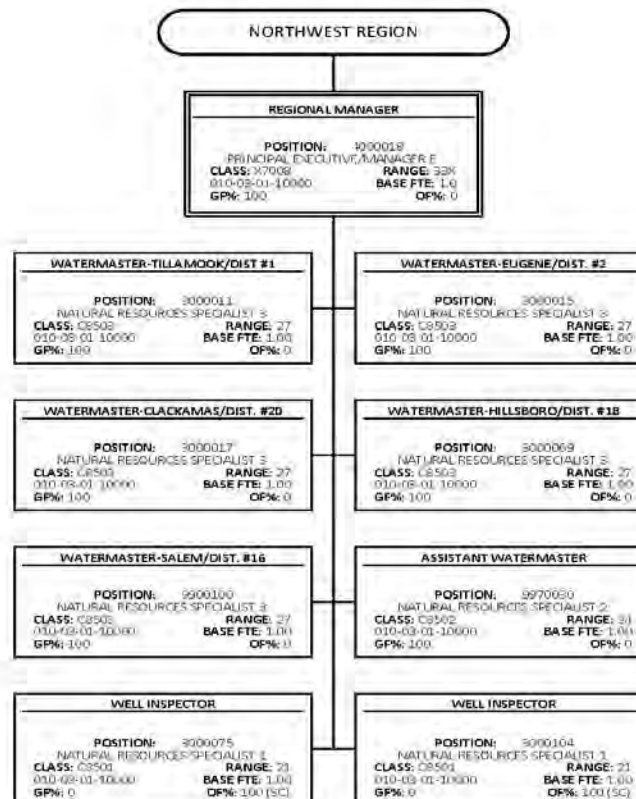 NORTHWEST REGION
REGIONAL MANAGER
POSITION: 3000018
PRINCIPAL EXECUTIVE/MANAGER E
CLASS: X7008 RANGE: 33X
010-03-01-10000 BASE FTE: 1.0
GF%: 100 OF%: 0
WATERMASTER-TILLAMOOK/DIST #1
POSITION: 3000011
NATURAL RESOURCES SPECIALIST 3
CLASS: C8503 RANGE: 27
010-03-01-10000 BASE FTE: 1.00
GF%: 100 OF%: 0
WATERMASTER-EUGENE/DIST. #2
POSITION: 3000015
NATURAL RESOURCES SPECIALIST 3
CLASS: C8503 RANGE: 27
010-03-01-10000 BASE FTE: 1.00
GF%: 100 OF%: 0
WATERMASTER-CLACKAMAS/DIST. #20
POSITION: 3000017
NATURAL RESOURCES SPECIALIST 3
CLASS: C8503 RANGE: 27
010-03-01-10000 BASE FTE: 1.00
GF%: 100 OF%: 0
WATERMASTER-HILLSBORO/DIST. #18
POSITION: 3000069
NATURAL RESOURCES SPECIALIST 3
CLASS: C8503 RANGE: 27
010-03-01-10000 BASE FTE: 1.00
GF%: 100 OF%: 0
WATERMASTER-SALEM/DIST. #16
POSITION: 9900100
NATURAL RESOURCES SPECIALIST 3
CLASS: C8503 RANGE: 27
010-03-01-10000 BASE FTE: 1.00
GF%: 100 OF%: 0
ASSISTANT WATERMASTER
POSITION: 9970030
NATURAL RESOURCES SPECIALIST 2
CLASS: C8502 RANGE:
010-03-01-10000 BASE FTE: 1.00
GF%: 100 OF%: 0
WELL INSPECTOR
POSITION: 3000075
NATURAL RESOURCES SPECIALIST 1
CLASS: C8501 RANGE: 21
010-03-01-10000 BASE FTE: 1.00
GF%: 0 OF%: 100 (SC)
WELL INSPECTOR
POSITION: 3000104
NATURAL RESOURCES SPECIALIST 1
CLASS: C8501 RANGE: 21
010-03-01-10000 BASE FTE: 1.00
GF%: 0 OF%: 100 (SC)